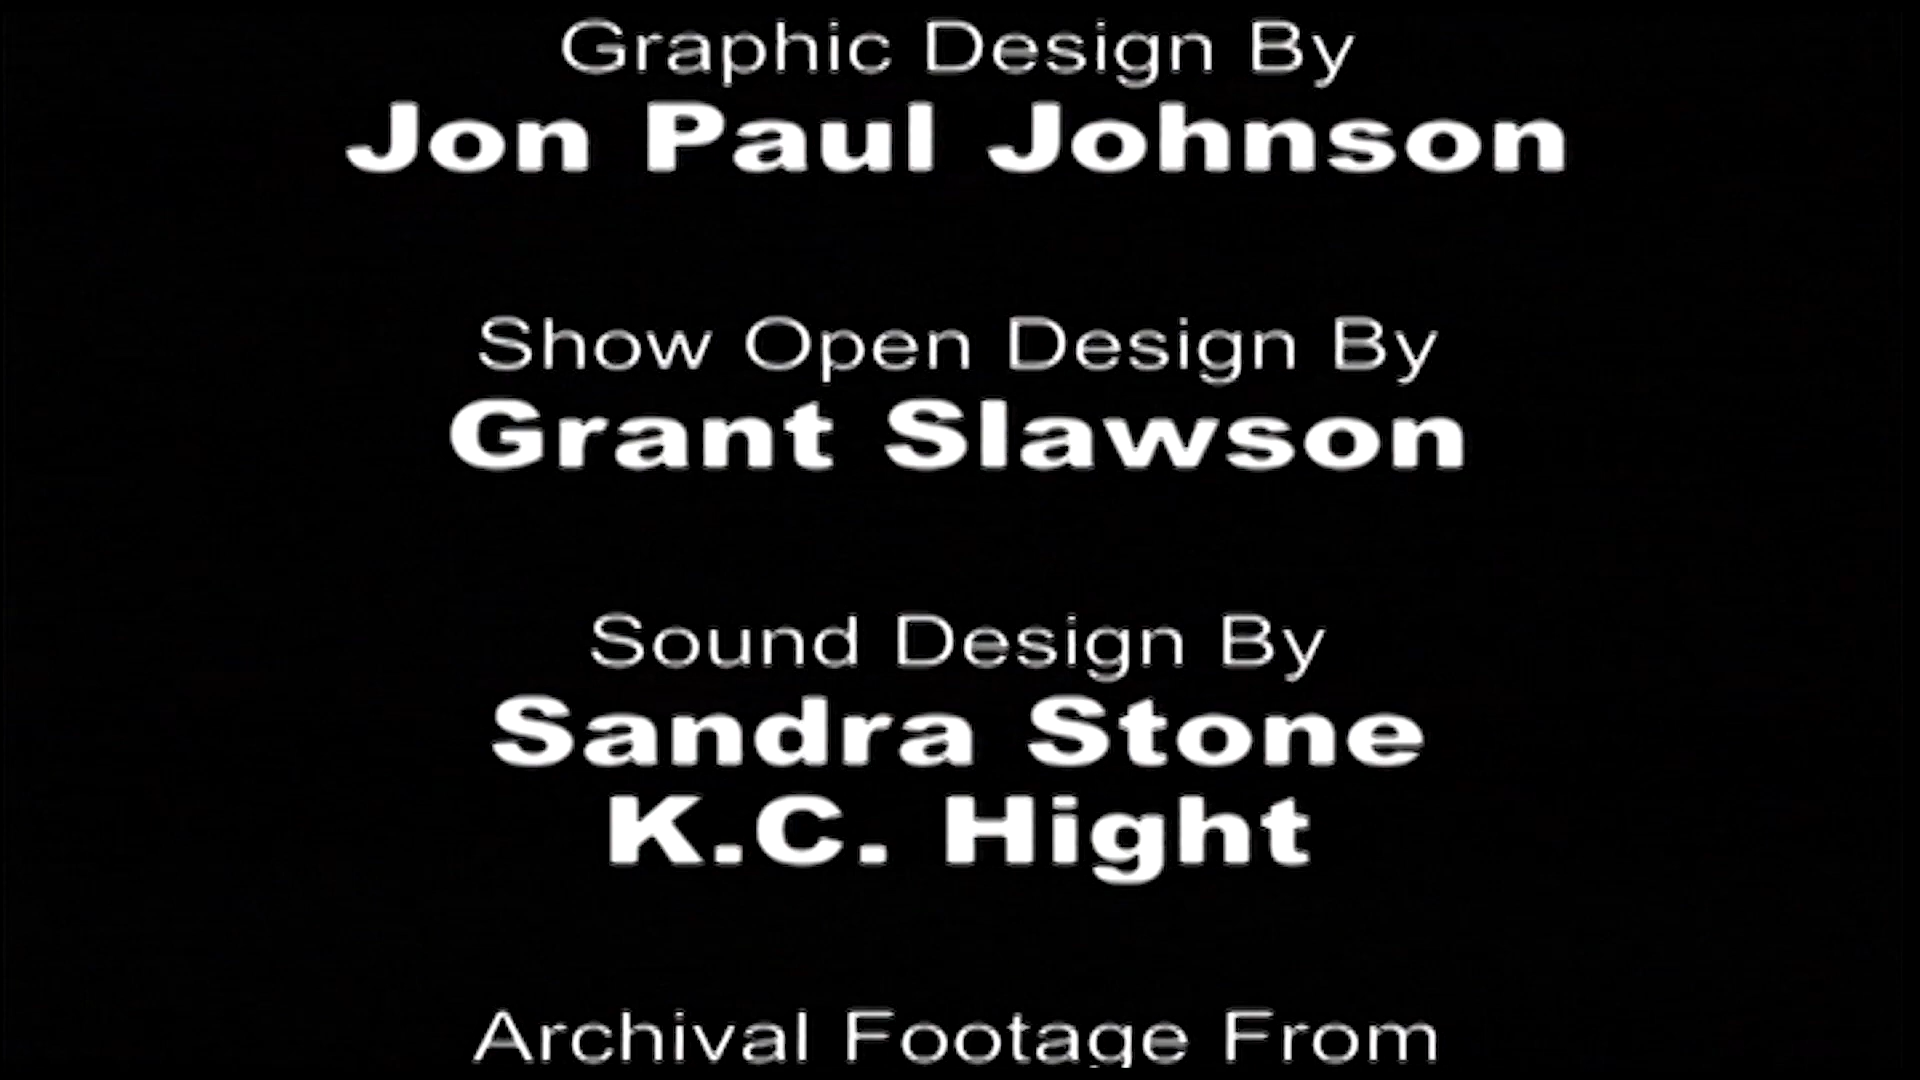 Graphic Design By
Jon Paul Johnson
Show Open Design By
Grant Slawson
Sound Design By
Sandra Stone
K.C. Hight
Archival Footage From